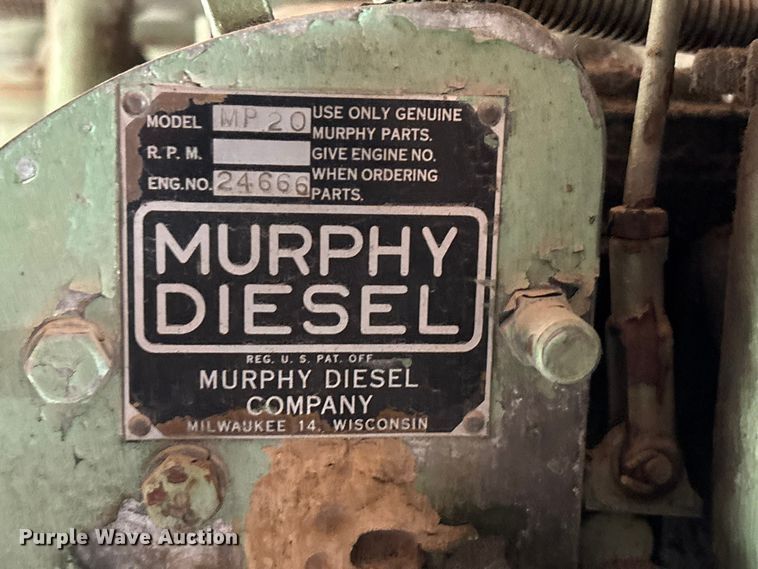 MODEL MP 20 USE ONLY GENUINE
MURPHY PARTS.
R. P. M. GIVE ENGINE NO.
ENG. NO. 24666 WHEN ORDERING
PARTS.
MURPHY
DIESEL
REG. U. S. PAT. OFF.
MURPHY DIESEL
COMPANY
MILWAUKEE 14, WISCONSIN
Purple Wave Auction